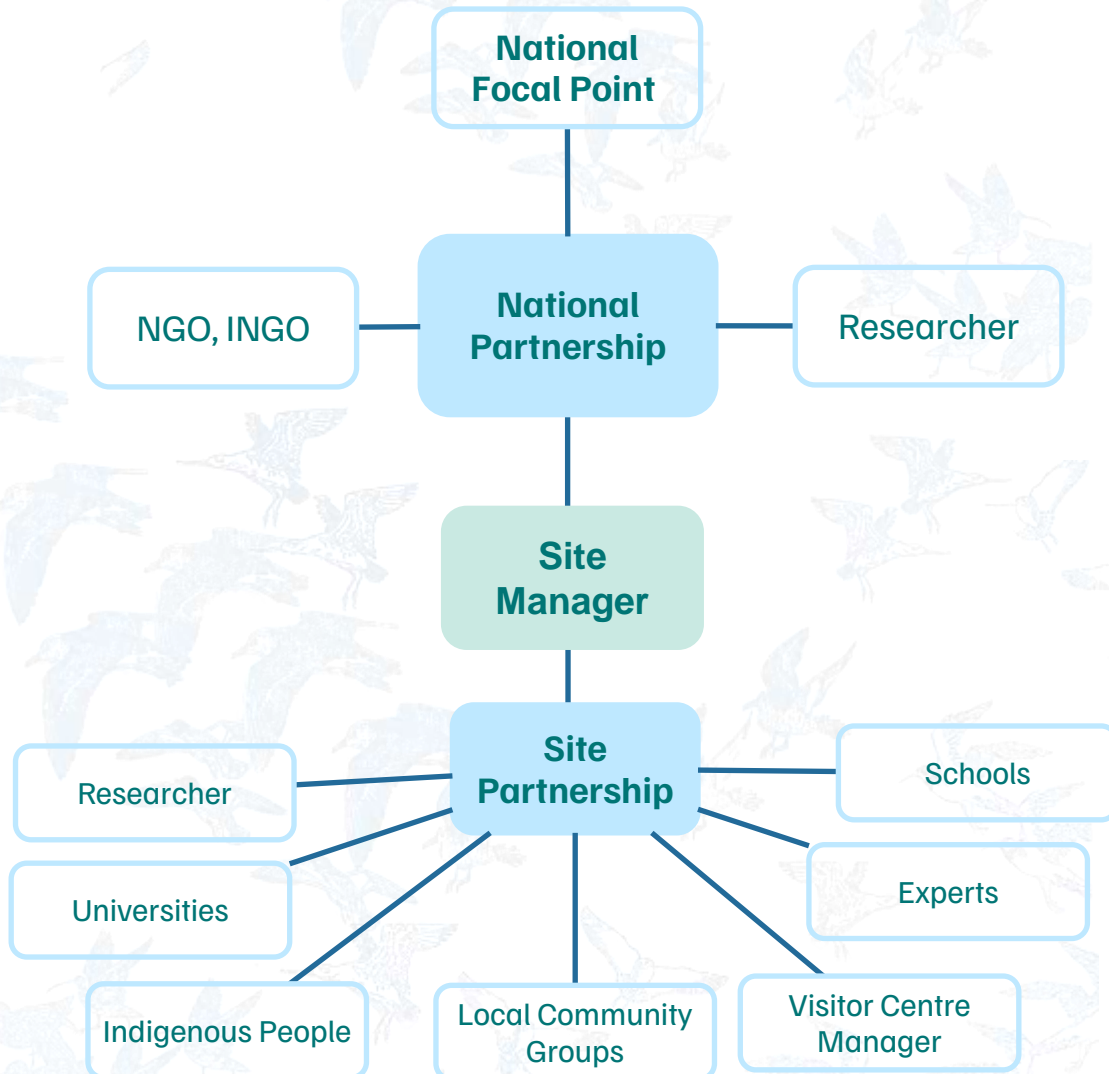 National
Focal Point
NGO, INGO
National
Partnership
Researcher
Site
Manager
Site
Partnership
Researcher
Schools
Universities
Experts
Indigenous People
Local Community
Groups
Visitor Centre
Manager